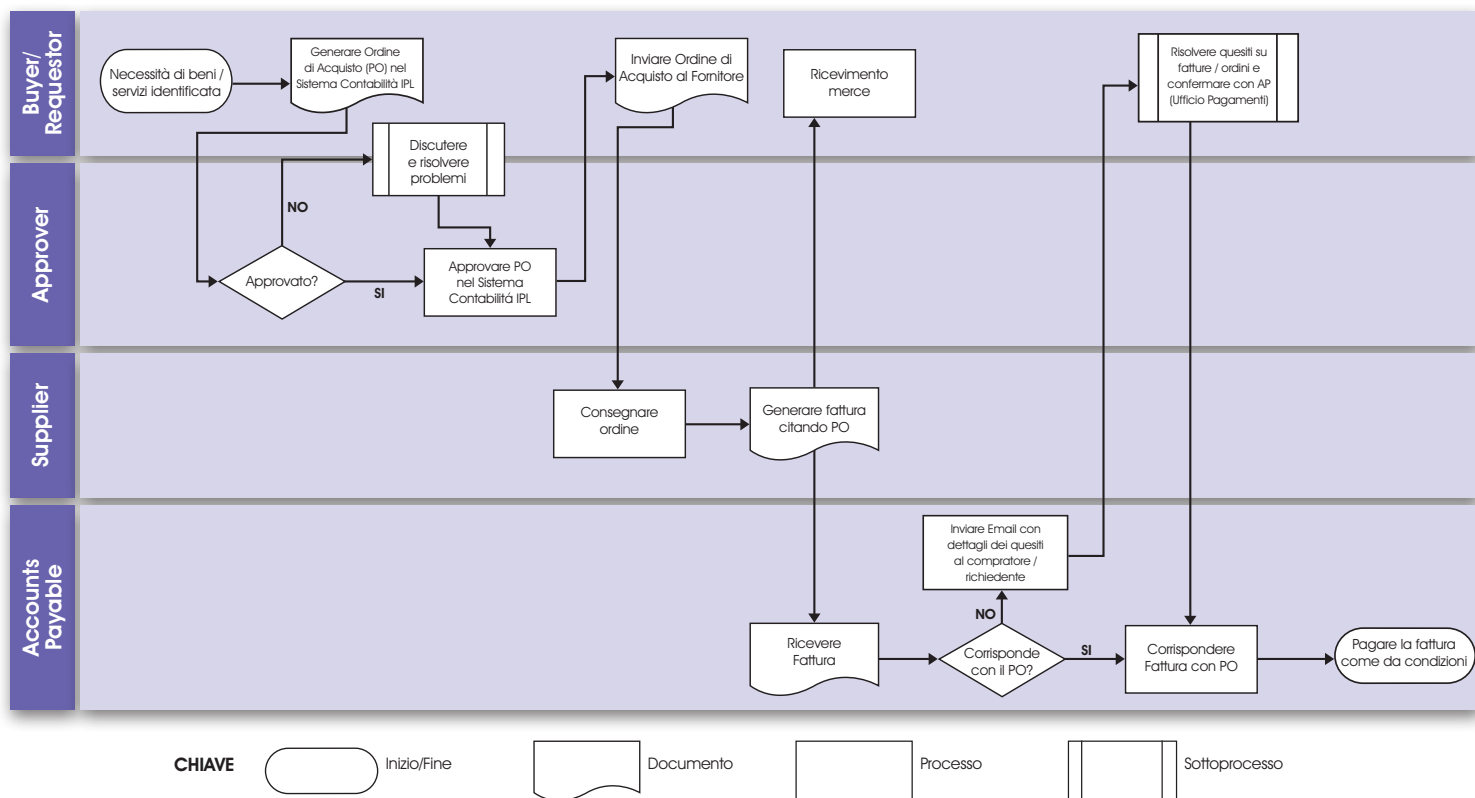 Buyer/
Requestor
Necessità di beni /
servizi identificata
Generare Ordine
di Acquisto (PO) nel
Sistema Contabilità IPL
Inviare Ordine di
Acquisto al Fornitore
Ricevimento
merce
Risolvere quesiti su
fatture / ordini e
confermare con AP
(Ufficio Pagamenti)
Discutere
e risolvere
problemi
Approver
NO
Approvato?
SI
Approvare PO
nel Sistema
Contabilitá IPL
Supplier
Consegnare
ordine
Generare fattura
citando PO
Accounts
Payable
Inviare Email con
dettagli dei quesiti
al compratore /
richiedente
NO
Ricevere
Fattura
Corrisponde
con il PO?
SI
Corrispondere
Fattura con PO
Pagare la fattura
come da condizioni
CHIAVE
Inizio/Fine
Documento
Processo
Sottoprocesso